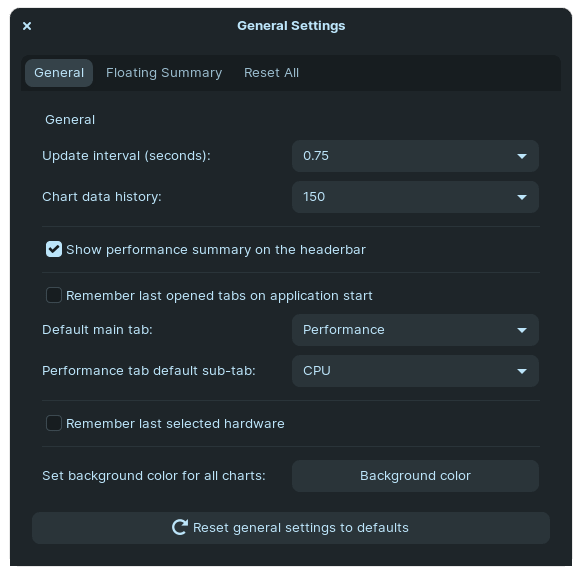 General Settings
General Floating Summary Reset All
General
Update interval (seconds): 0.75
Chart data history: 150
Show performance summary on the headerbar
Remember last opened tabs on application start
Default main tab: Performance
Performance tab default sub-tab: CPU
Remember last selected hardware
Set background color for all charts: Background color
Reset general settings to defaults